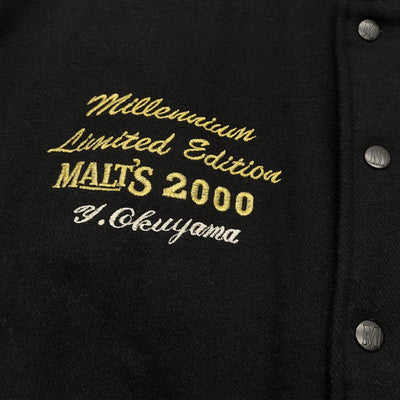 Millennium
Limited Edition
MALT'S 2000
Y. Okuyama
M
M
M